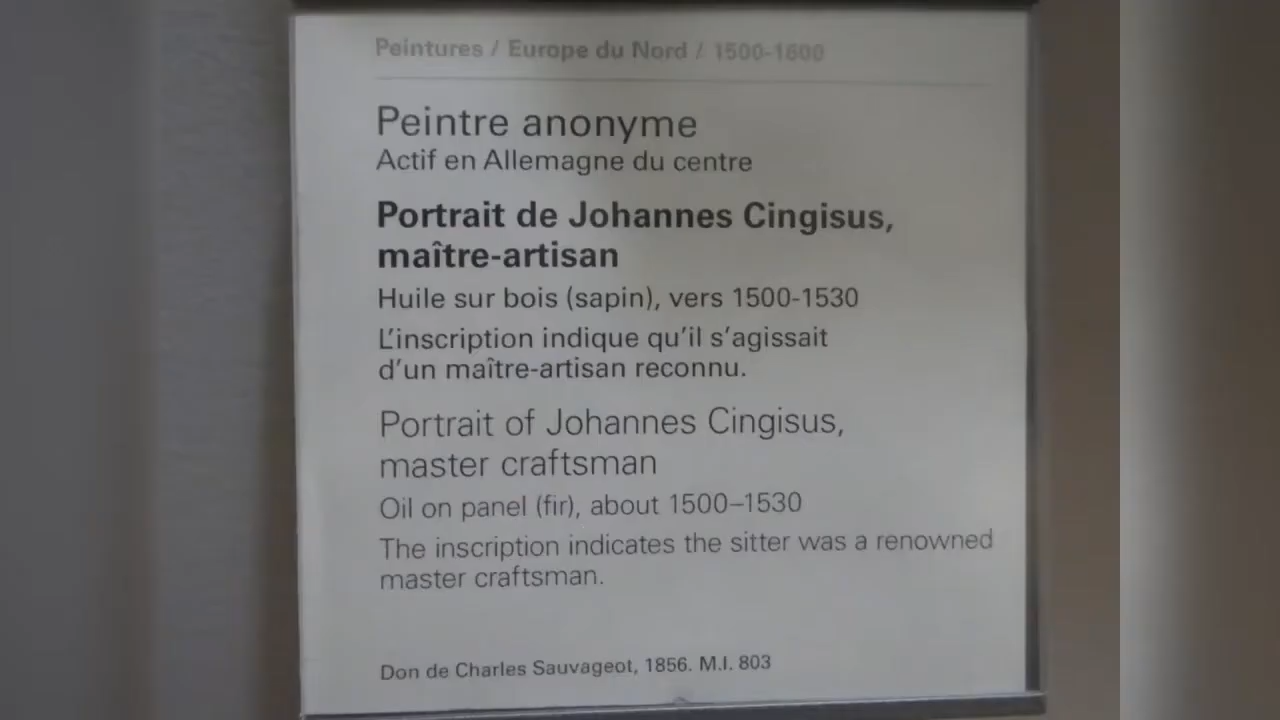 Peintures / Europe du Nord / 1500-1600
Peintre anonyme
Actif en Allemagne du centre
Portrait de Johannes Cingisus,
maître-artisan
Huile sur bois (sapin), vers 1500-1530
L’inscription indique qu’il s’agissait
d’un maître-artisan reconnu.
Portrait of Johannes Cingisus,
master craftsman
Oil on panel (fir), about 1500–1530
The inscription indicates the sitter was a renowned
master craftsman.
Don de Charles Sauvageot, 1856. M.I. 803